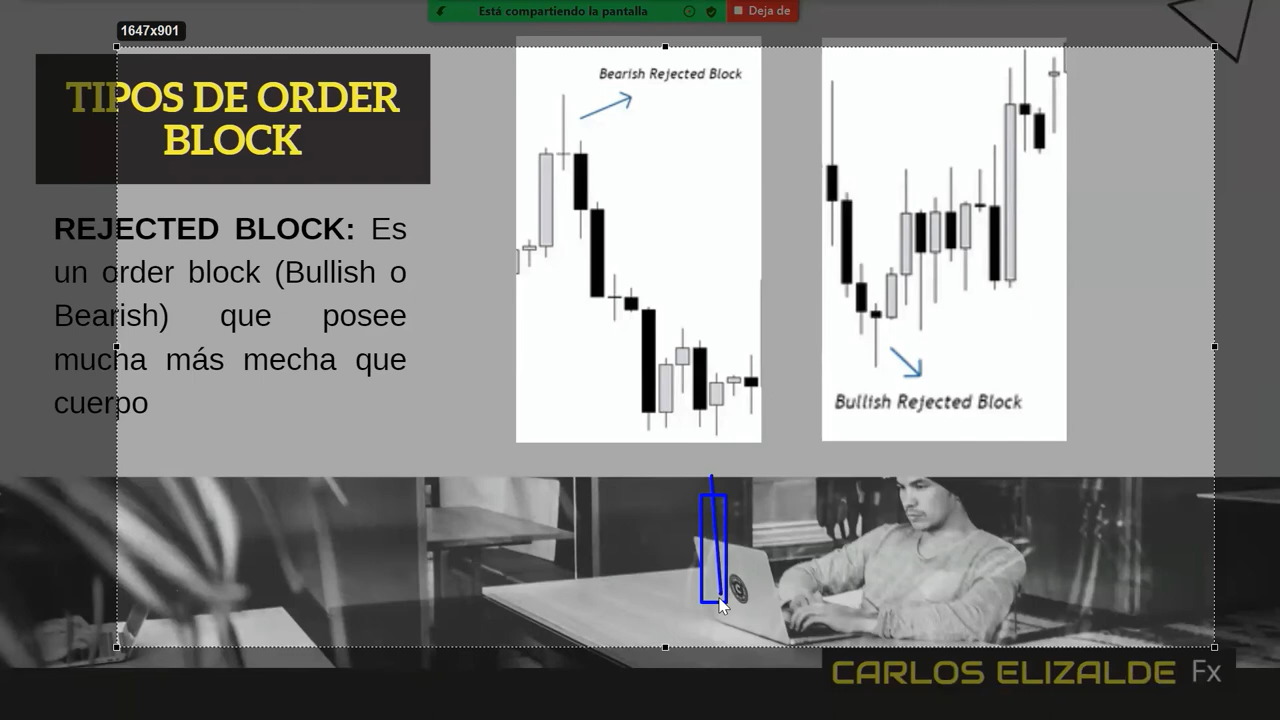 Está compartiendo la pantalla
Deja de
1647x901
TIPOS DE ORDER
BLOCK
REJECTED BLOCK: Es
un order block (Bullish o
Bearish) que posee
mucha más mecha que
cuerpo
Bearish Rejected Block
Bullish Rejected Block
CARLOS ELIZALDE Fx